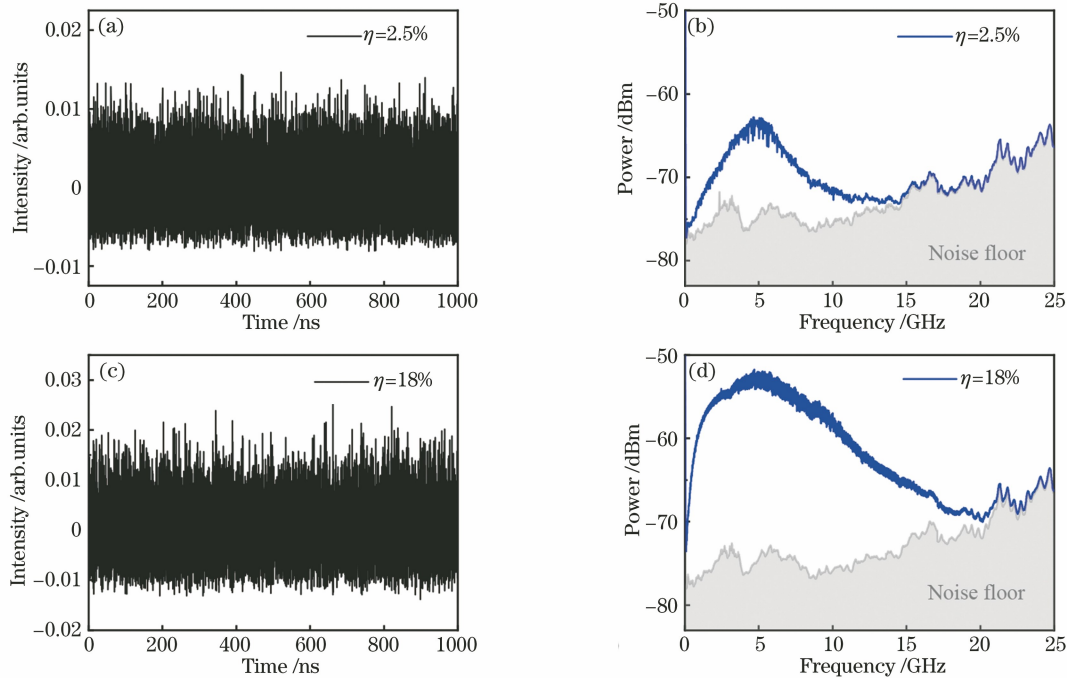 (a)
η=2.5%
0.02
0.01
0
−0.01
Intensity /arb.units
0 200 400 600 800 1000
Time /ns
(b)
η=2.5%
−50
−60
−70
−80
Power /dBm
Noise floor
0 5 10 15 20 25
Frequency /GHz
(c)
η=18%
0.03
0.02
0.01
0
−0.01
−0.02
Intensity /arb.units
0 200 400 600 800 1000
Time /ns
(d)
η=18%
−50
−60
−70
−80
Power /dBm
Noise floor
0 5 10 15 20 25
Frequency /GHz